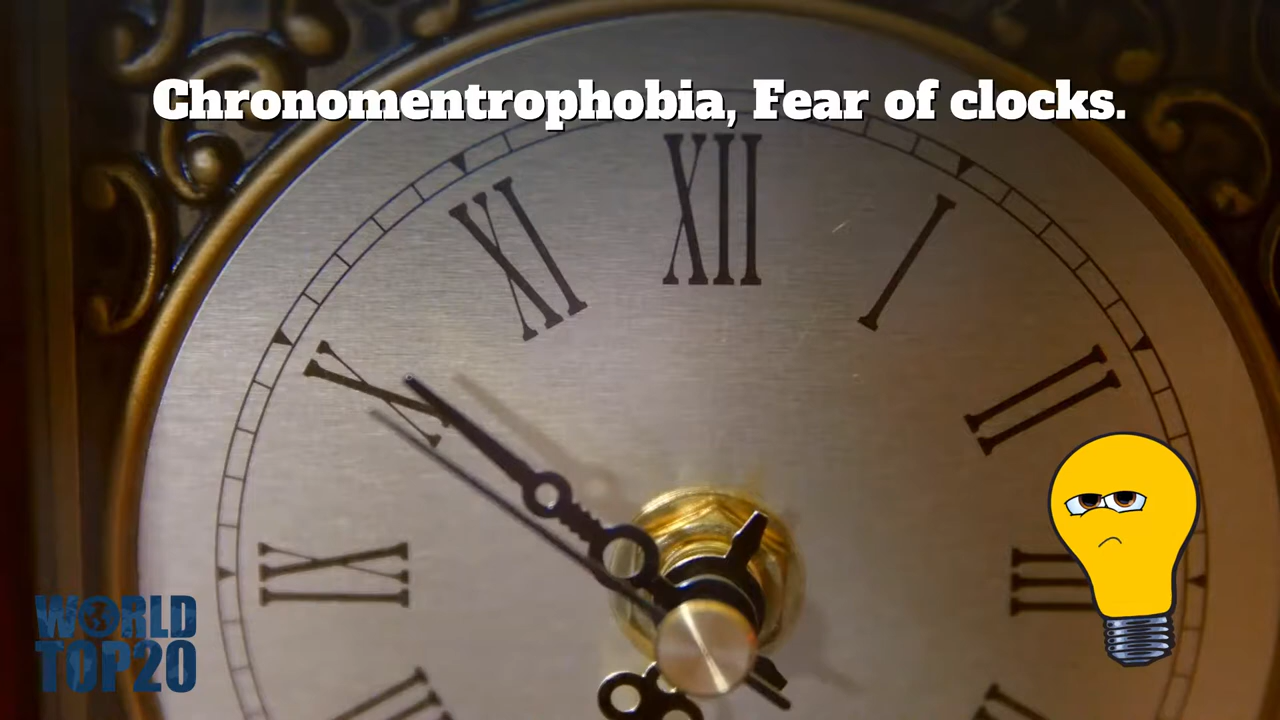 Chronomentrophobia, Fear of clocks.
XII
XI
I
X
II
IX
III
WORLD
TOP20